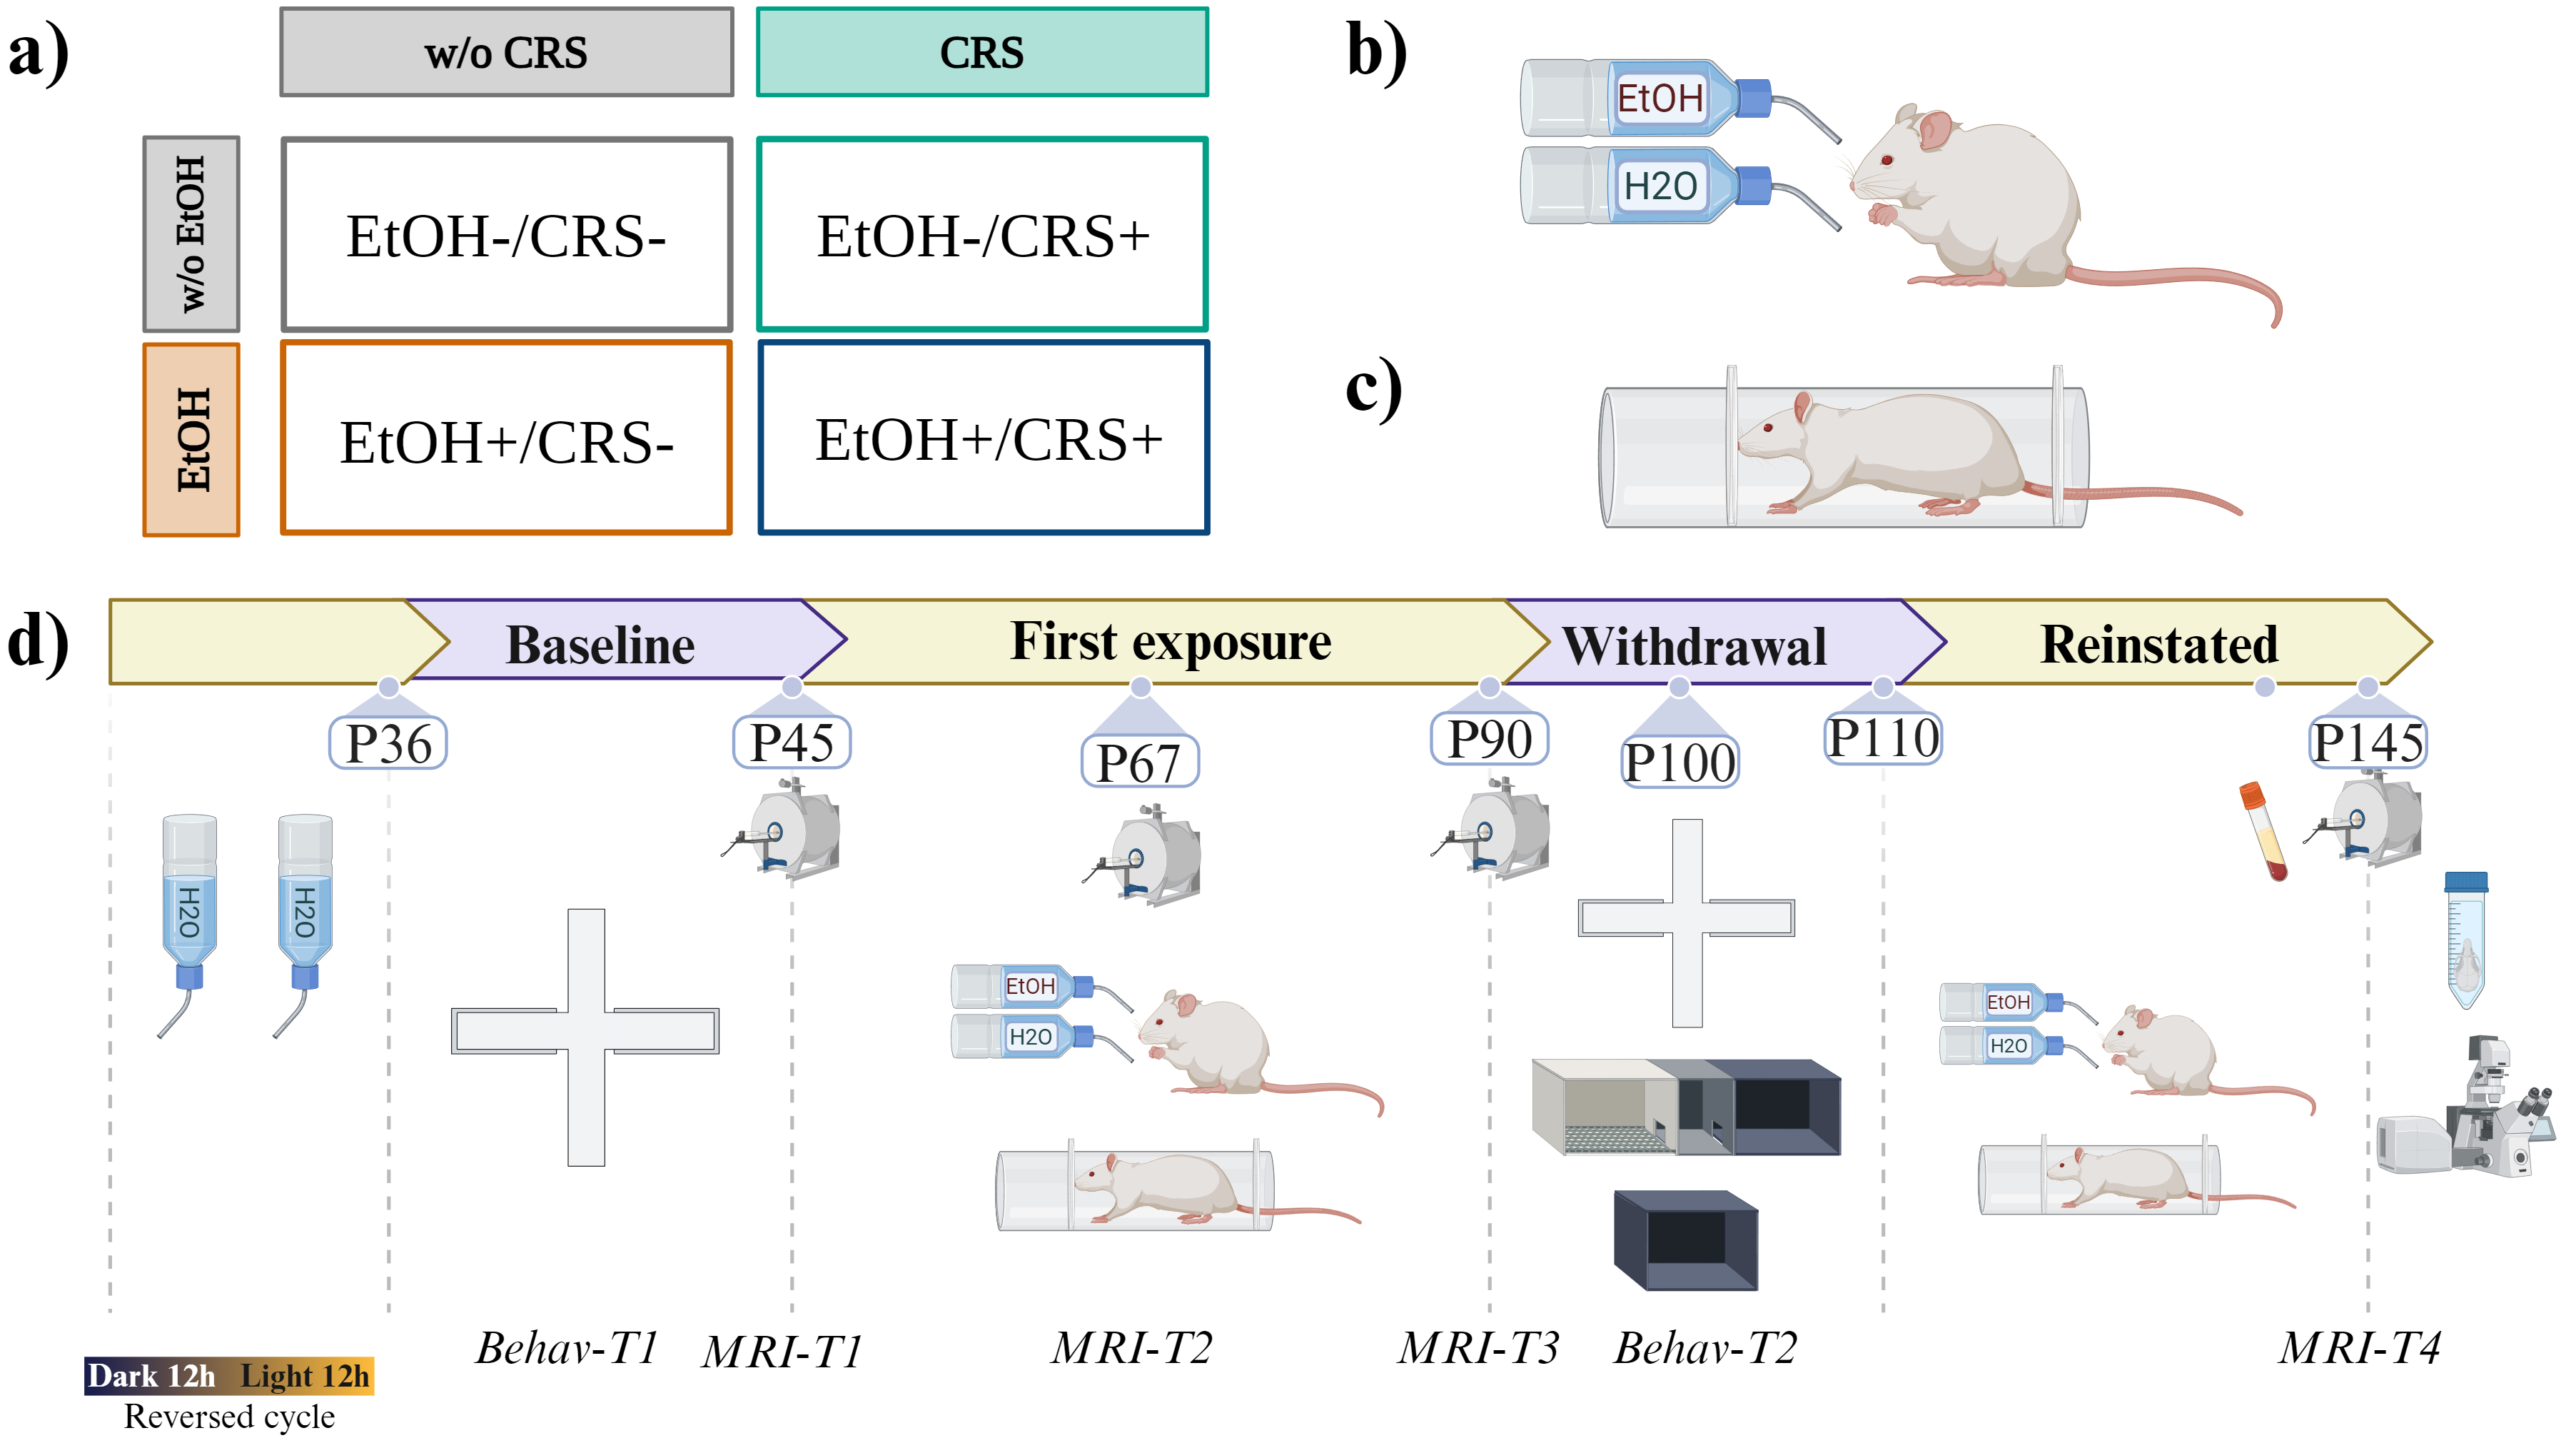 a)
w/o CRS
CRS
w/o EtOH
EtOH-/CRS-
EtOH-/CRS+
EtOH
EtOH+/CRS-
EtOH+/CRS+
b)
EtOH
H2O
c)
d)
Baseline
First exposure
Withdrawal
Reinstated
P36
P45
P67
P90
P100
P110
P145
H2O
H2O
EtOH
H2O
EtOH
H2O
Behav-T1
MRI-T1
MRI-T2
MRI-T3
Behav-T2
MRI-T4
Dark 12h Light 12h
Reversed cycle